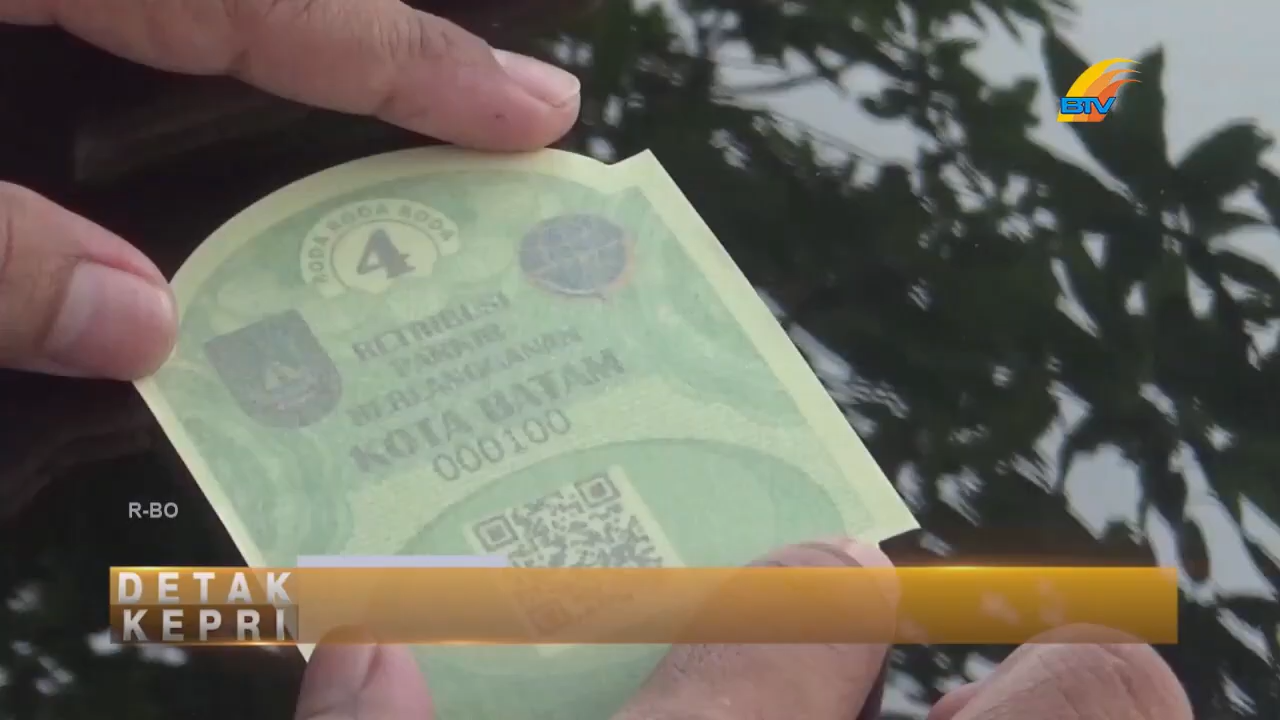 BTV
RODA RODA RODA
4
RETRIBUSI
PARKIR
BERLANGGANAN
KOTA BATAM
000100
R-BO
DETAK
KEPRI